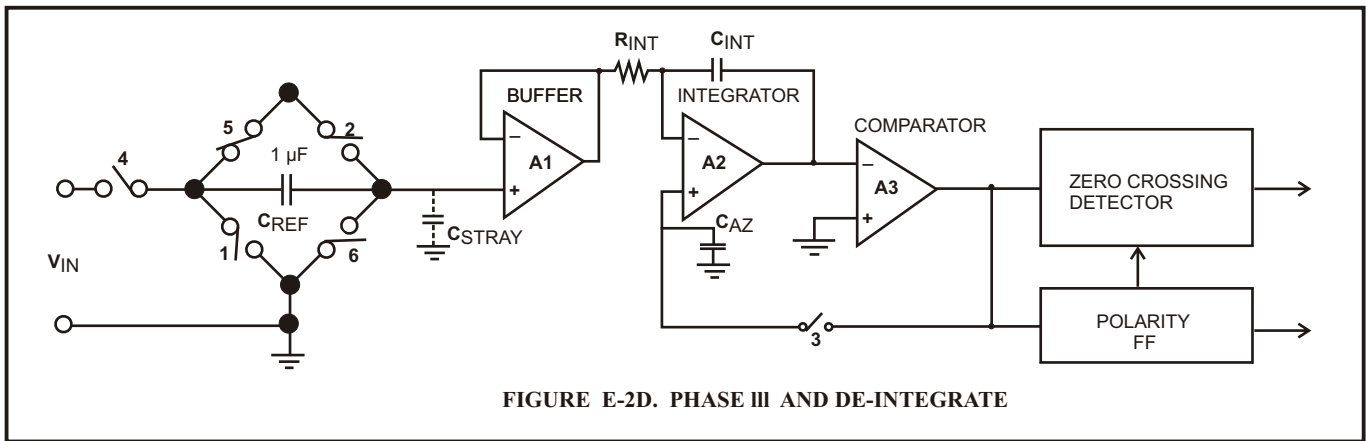 RINT
CINT
BUFFER
INTEGRATOR
COMPARATOR
5
2
4
1 µF
CREF
1
6
VIN
CSTRAY
–
A1
+
–
A2
+
CAZ
–
A3
+
3
ZERO CROSSING
DETECTOR
POLARITY
FF
FIGURE E-2D. PHASE III AND DE-INTEGRATE